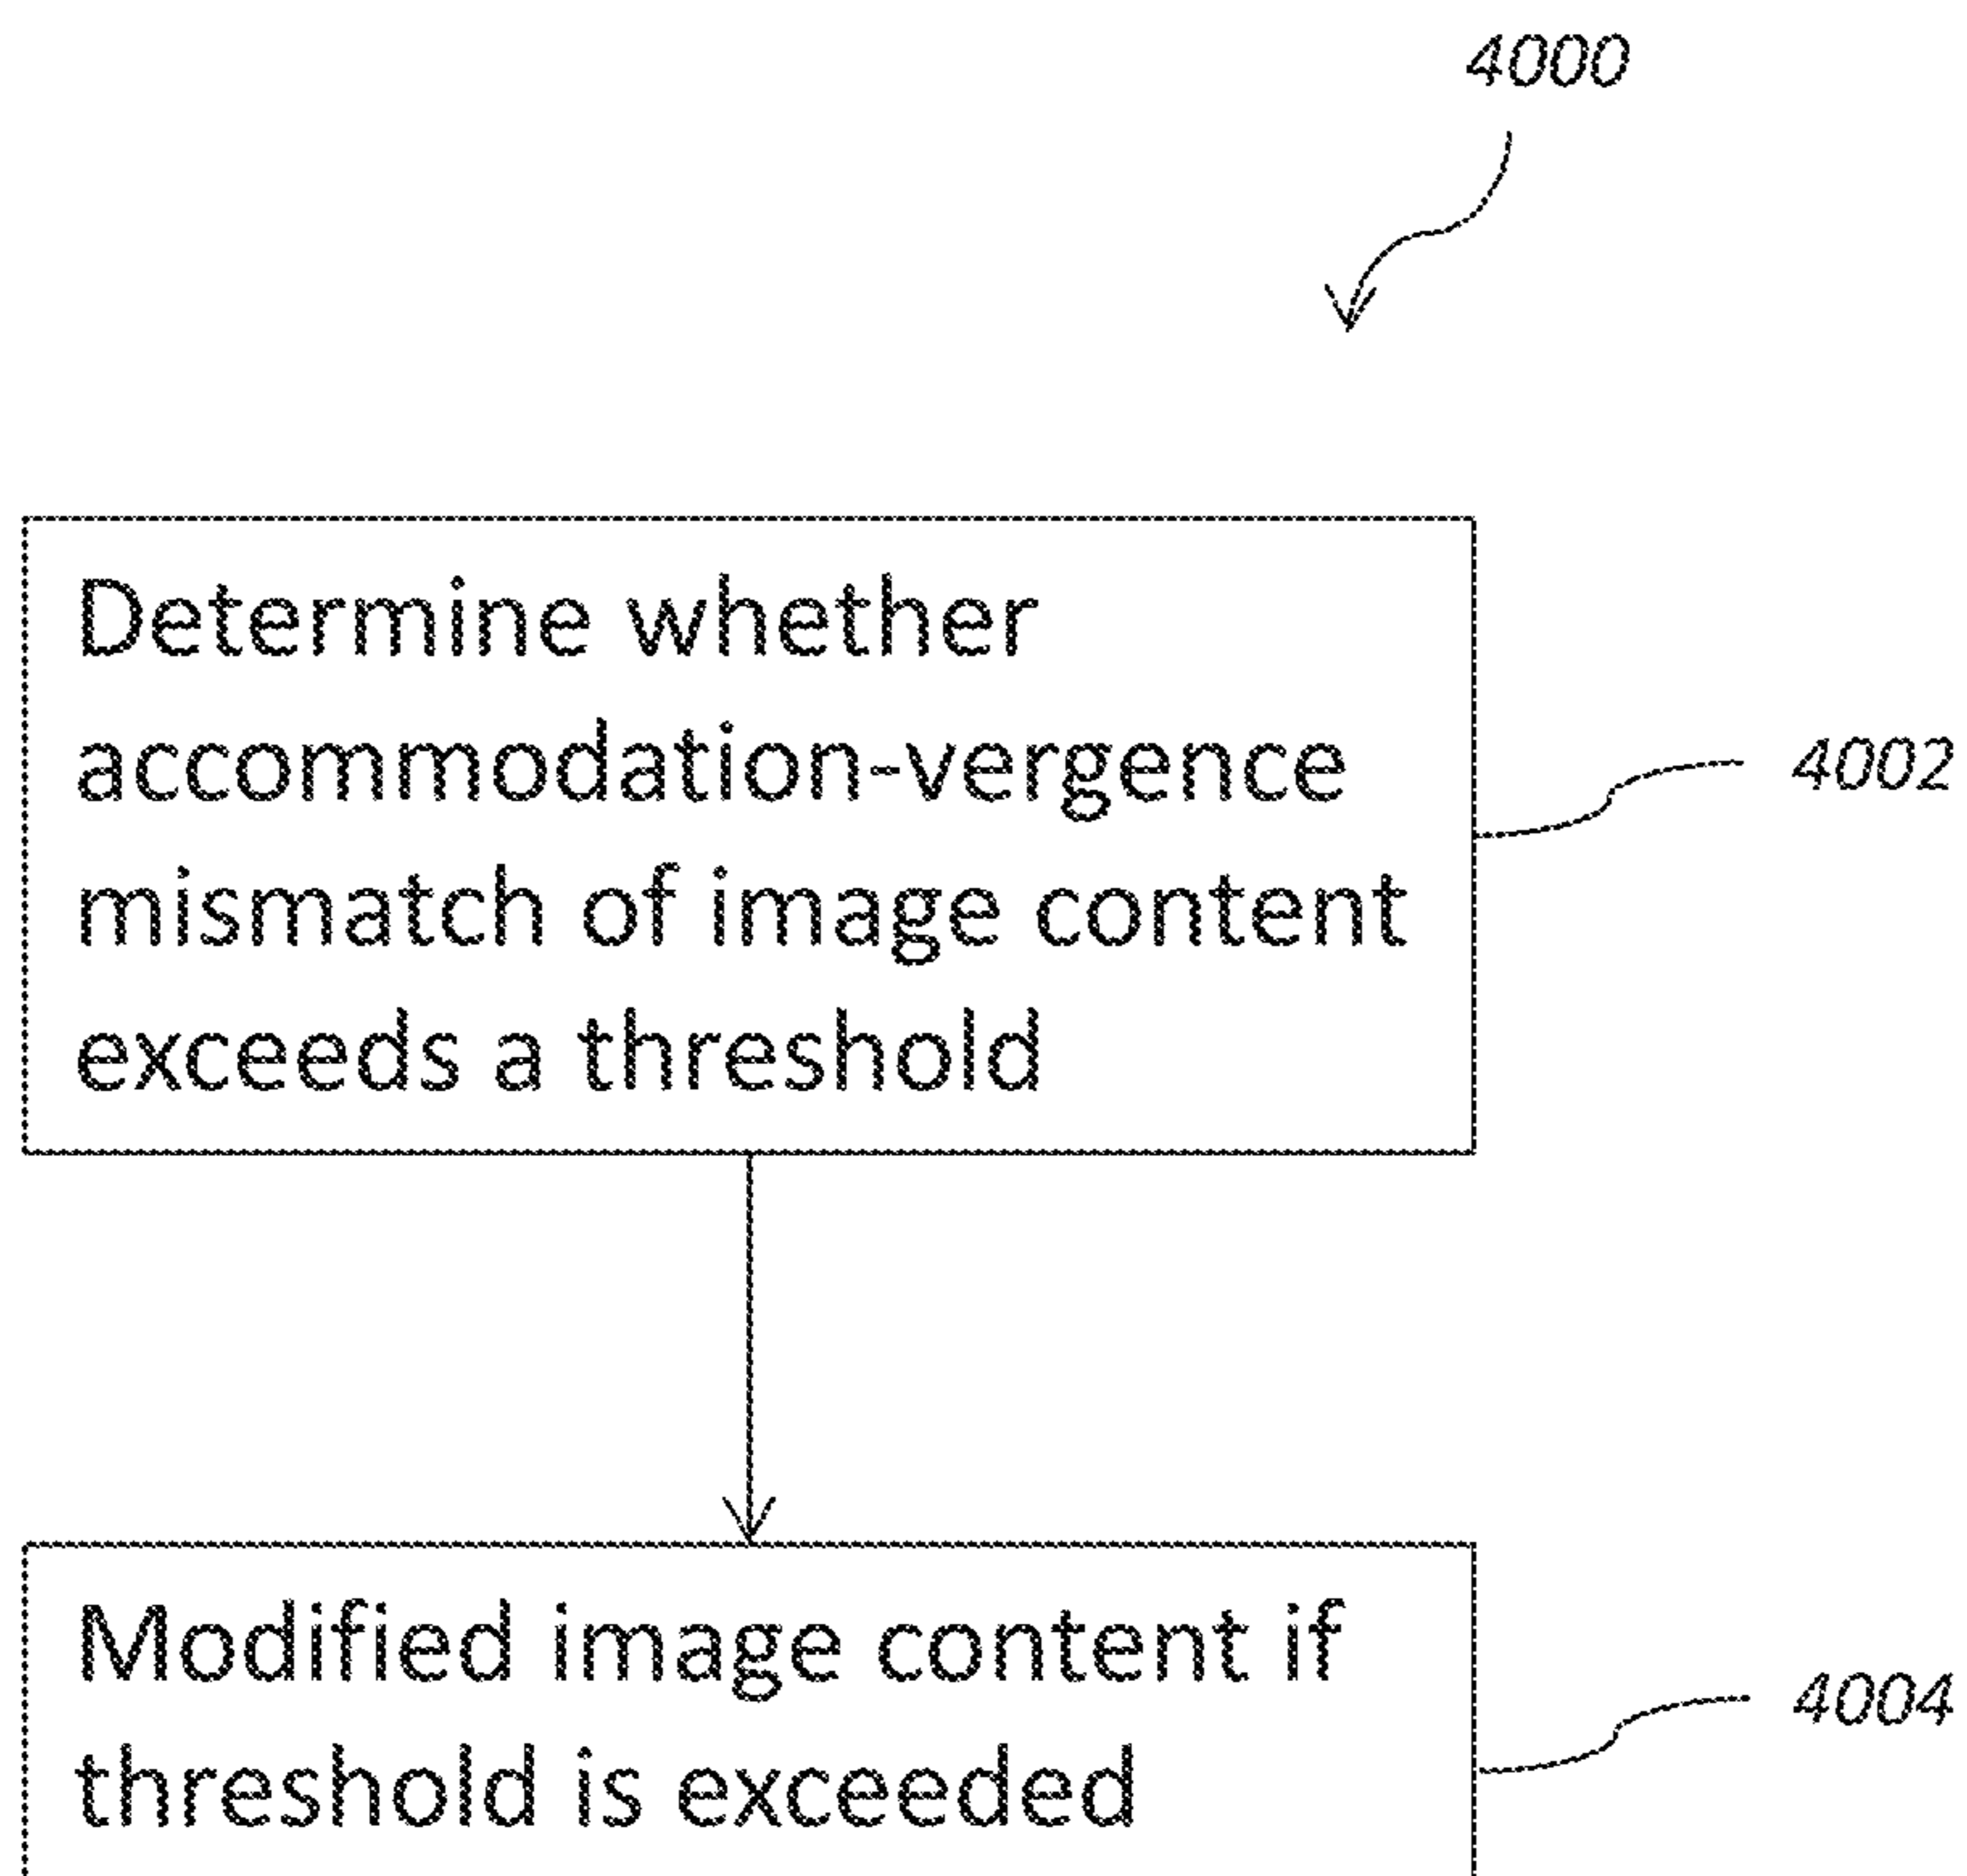 4000
Determine whether
accommodation-vergence
mismatch of image content
exceeds a threshold
4002
Modified image content if
threshold is exceeded
4004